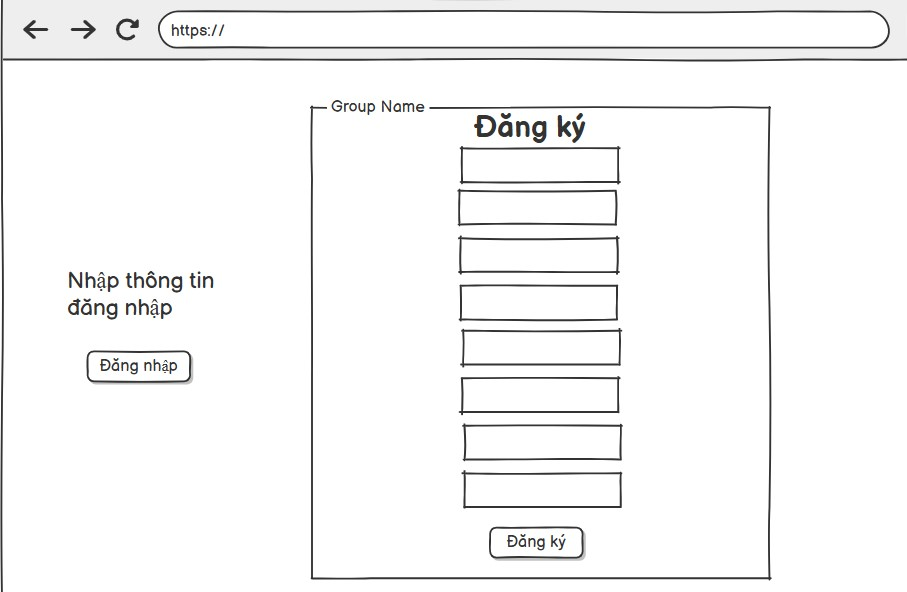 https://
Group Name
Đăng ký
Nhập thông tin
đăng nhập
Đăng nhập
Đăng ký